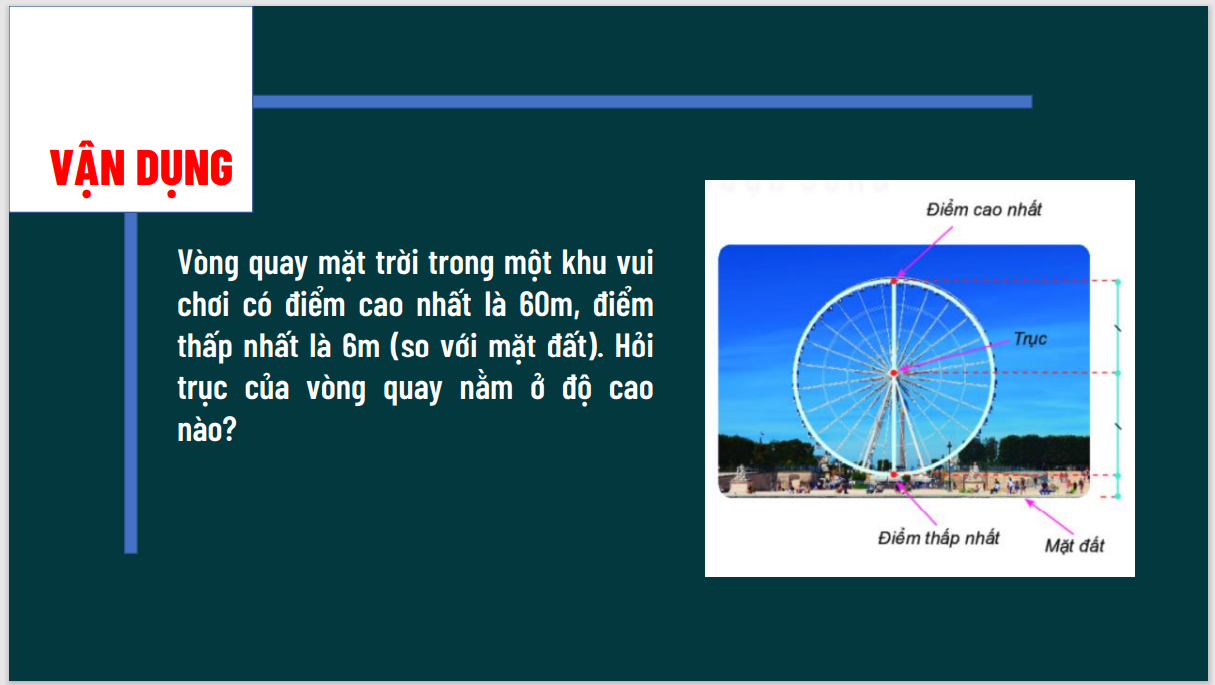 VẬN DỤNG
Vòng quay mặt trời trong một khu vui
chơi có điểm cao nhất là 60m, điểm
thấp nhất là 6m (so với mặt đất). Hỏi
trục của vòng quay nằm ở độ cao
nào?
Điểm cao nhất
Trục
Điểm thấp nhất
Mặt đất